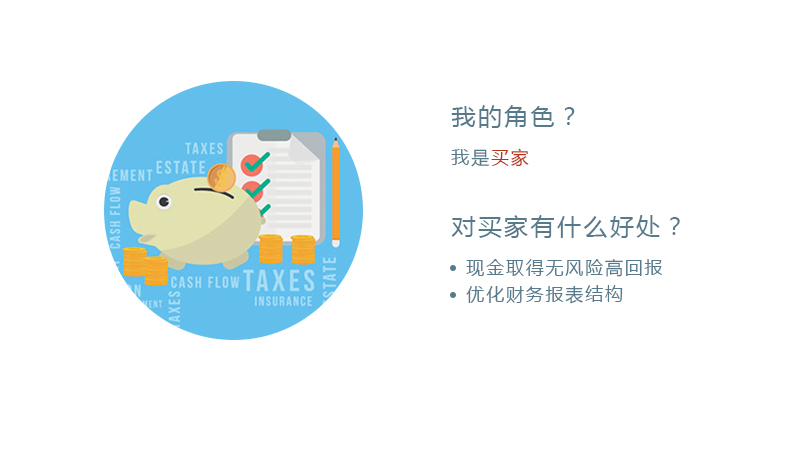 我的角色？
我是买家
对买家有什么好处？
• 现金取得无风险高回报
• 优化财务报表结构
TAXES
ESTATE
CASH FLOW
CASH FLOW
TAXES
INSURANCE
TAXES
ESTATE